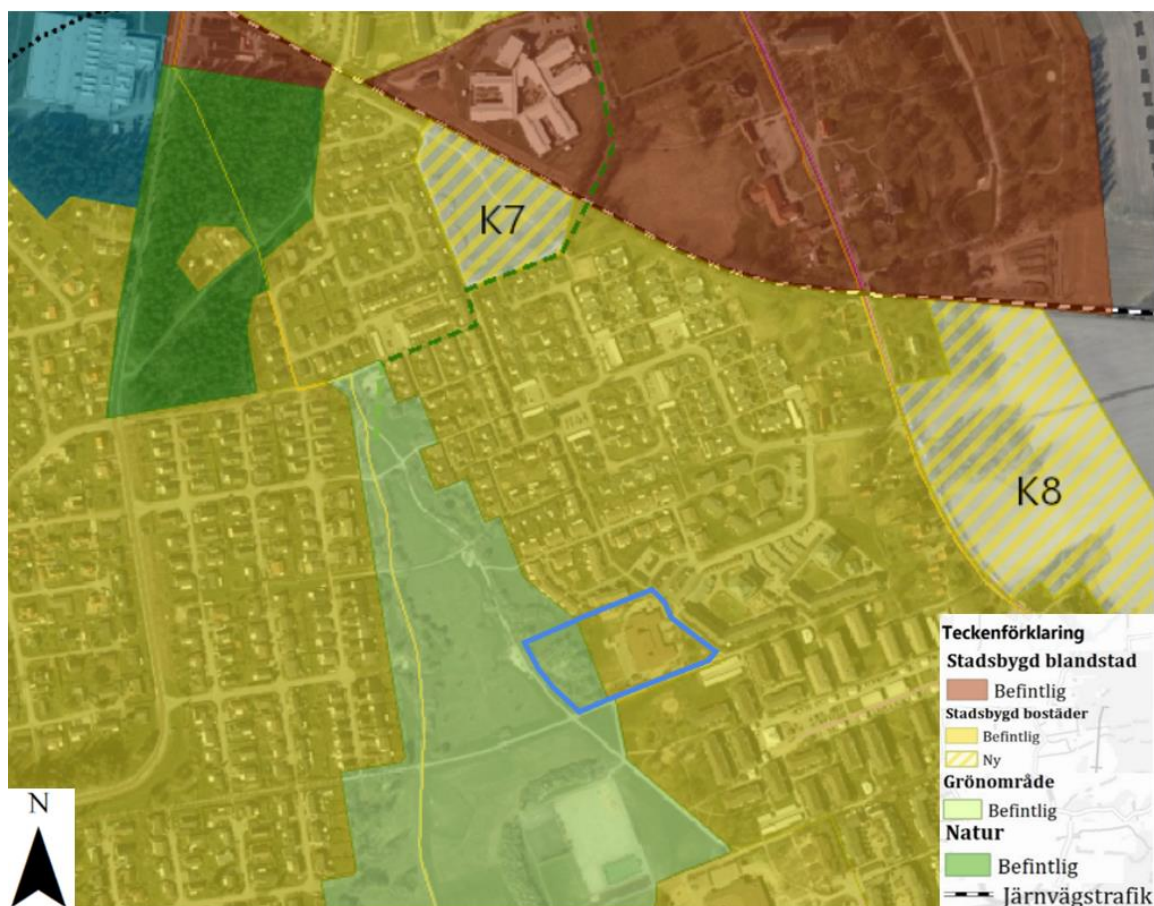 K7
K8
Teckenförklaring
Stadsbygd blandstad
Befintlig
Stadsbygd bostäder
Befintlig
Ny
Grönområde
Befintlig
Natur
Befintlig
Järnvägstrafik
N